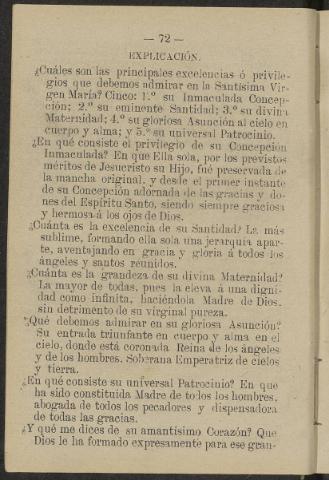 — 72 —
EXPLICACIÓN.
¿Cuáles son las principales excelencias ó privile-
gios que debemos admirar en la Santísima Vir-
gen María? Cinco: 1.º su Inmaculada Concep-
ción; 2.º su eminente Santidad; 3.º su divina
Maternidad; 4.º su gloriosa Asunción al cielo en
cuerpo y alma; y 5.º su universal Patrocinio.
¿En qué consiste el privilegio de su Concepción
Inmaculada? En que Ella sola, por los previstos
méritos de Jesucristo su Hijo, fué preservada de
la mancha original, y desde el primer instante
de su Concepción adornada de las gracias y do-
nes del Espíritu Santo, siendo siempre graciosa
y hermosa á los ojos de Dios.
¿Cuánta es la excelencia de su Santidad? La más
sublime, formando ella sola una jerarquía apar-
te, aventajando en gracia y gloria á todos los
ángeles y santos reunidos.
¿Cuánta es la grandeza de su divina Maternidad?
La mayor de todas, pues la eleva á una digni-
dad como infinita, haciéndola Madre de Dios,
sin detrimento de su virginal pureza.
¿Qué debemos admirar en su gloriosa Asunción?
Su entrada triunfante en cuerpo y alma en el
cielo, donde está coronada Reina de los ángeles
y de los hombres. Soberana Emperatriz de cielos
y tierra.
¿En qué consiste su universal Patrocinio? En que
ha sido constituida Madre de todos los hombres,
abogada de todos los pecadores y dispensadora
de todas las gracias.
¿Y qué me dices de su amantísimo Corazón? Que
Dios le ha formado expresamente para ese gran-